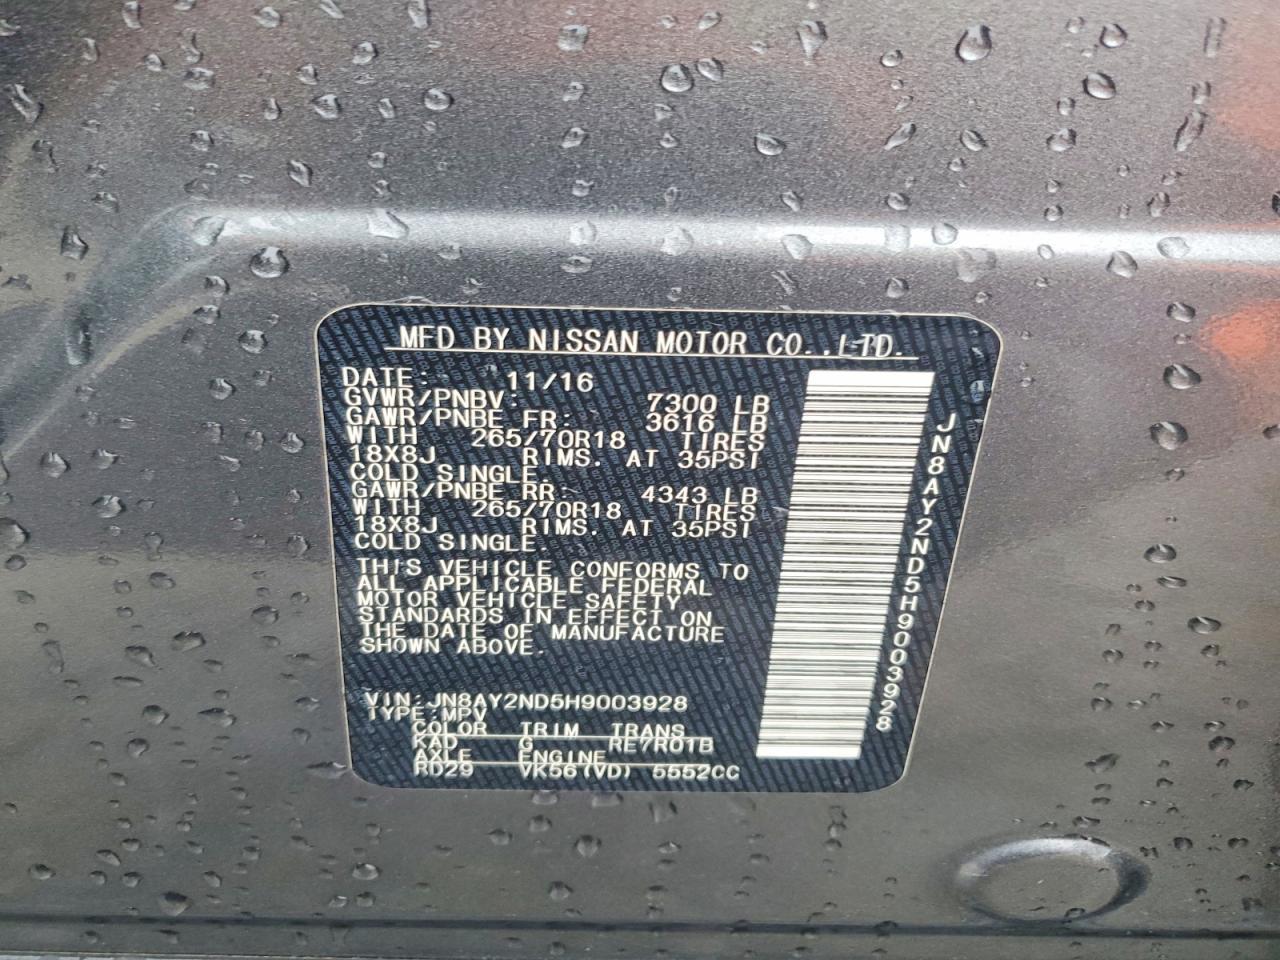 MFD BY NISSAN MOTOR CO.,LTD.
DATE: 11/16
GVWR/PNBV: 7300 LB
GAWR/PNBE FR: 3616 LB
WITH 265/70R18 TIRES
18X8J RIMS. AT 35PSI
COLD SINGLE.
GAWR/PNBE RR: 4343 LB
WITH 265/70R18 TIRES
18X8J RIMS. AT 35PSI
COLD SINGLE.
THIS VEHICLE CONFORMS TO
ALL APPLICABLE FEDERAL
MOTOR VEHICLE SAFETY
STANDARDS IN EFFECT ON
THE DATE OF MANUFACTURE
SHOWN ABOVE.
VIN:JN8AY2ND5H9003928
TYPE:MPV
COLOR TRIM TRANS
KAD G RE7R01B
AXLE ENGINE
RD29 VK56(VD) 5552CC
JN8AY2ND5H9003928